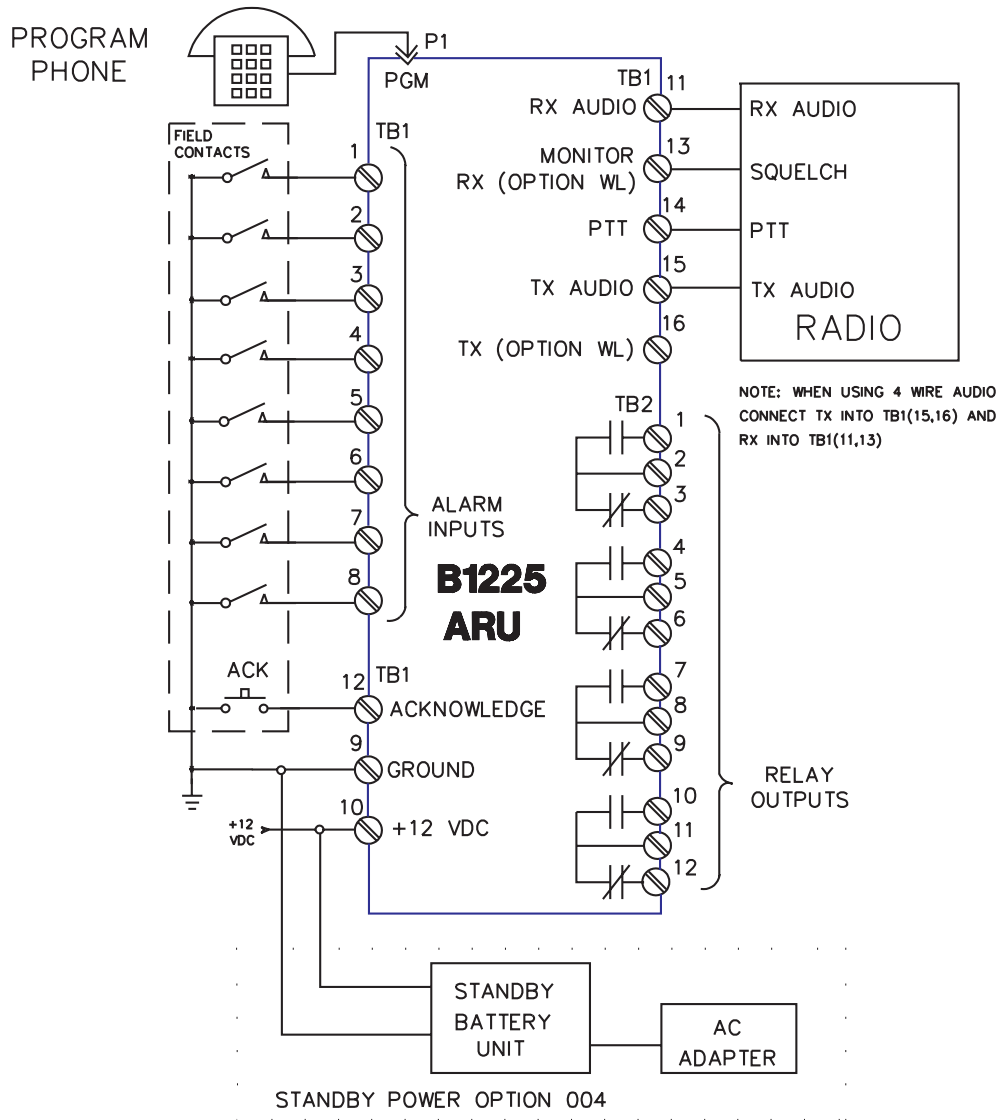 PROGRAM
PHONE
P1
PGM
FIELD
CONTACTS
TB1
1
2
3
4
5
6
7
8
ALARM
INPUTS
B1225
ARU
ACK
TB1
12
ACKNOWLEDGE
9
GROUND
10
+12
VDC
+12 VDC
TB1
11
RX AUDIO
13
MONITOR
RX (OPTION WL)
14
PTT
15
TX AUDIO
16
TX (OPTION WL)
RX AUDIO
SQUELCH
PTT
TX AUDIO
RADIO
NOTE: WHEN USING 4 WIRE AUDIO
CONNECT TX INTO TB1(15,16) AND
RX INTO TB1(11,13)
TB2
1
2
3
4
5
6
7
8
9
10
11
12
RELAY
OUTPUTS
STANDBY
BATTERY
UNIT
AC
ADAPTER
STANDBY POWER OPTION 004